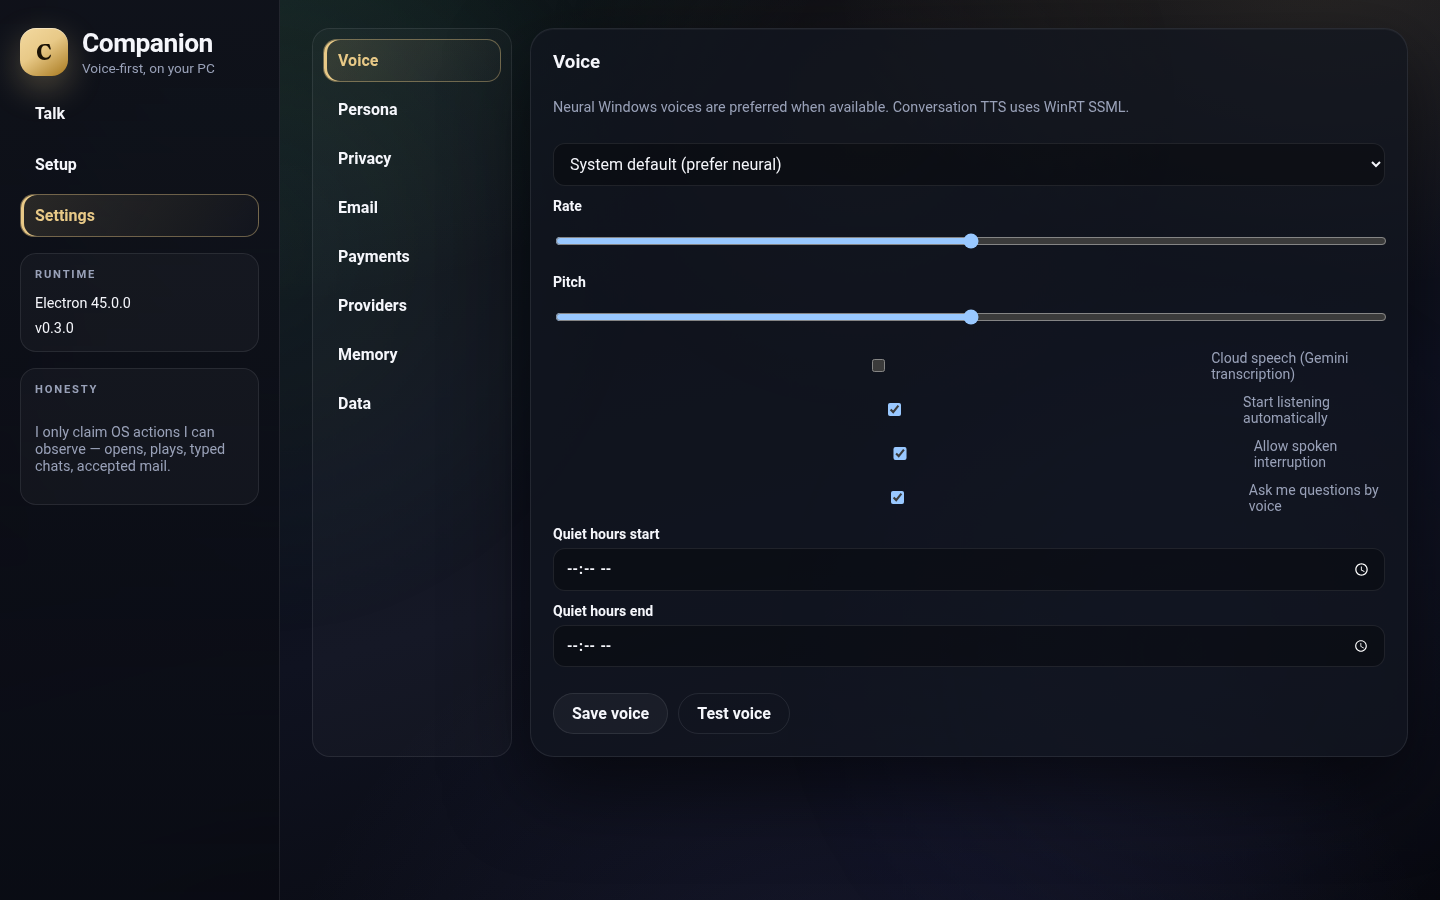 C
Companion
Voice-first, on your PC
Talk
Setup
Settings
RUNTIME
Electron 45.0.0
v0.3.0
HONESTY
I only claim OS actions I can
observe — opens, plays, typed
chats, accepted mail.
Voice
Persona
Privacy
Email
Payments
Providers
Memory
Data
Voice
Neural Windows voices are preferred when available. Conversation TTS uses WinRT SSML.
System default (prefer neural)
Rate
Pitch
Cloud speech (Gemini
transcription)
Start listening
automatically
Allow spoken
interruption
Ask me questions by
voice
Quiet hours start
--:-- --
Quiet hours end
--:-- --
Save voice
Test voice